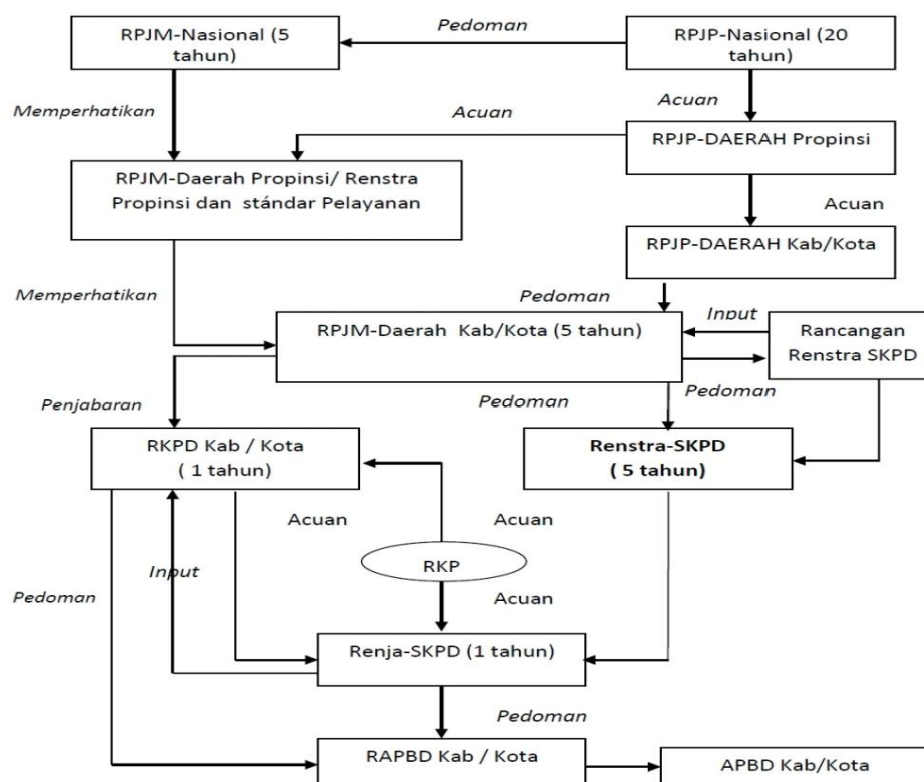 RPJM-Nasional (5
tahun)
Pedoman
RPJP-Nasional (20
tahun)
Memperhatikan
Acuan
Acuan
RPJP-DAERAH Propinsi
RPJM-Daerah Propinsi/ Renstra
Propinsi dan stándar Pelayanan
Acuan
RPJP-DAERAH Kab/Kota
Memperhatikan
Pedoman
Input
RPJM-Daerah Kab/Kota (5 tahun)
Rancangan
Renstra SKPD
Penjabaran
Pedoman
Pedoman
RKPD Kab / Kota
( 1 tahun)
Renstra-SKPD
( 5 tahun)
Acuan
Acuan
Input
RKP
Pedoman
Acuan
Renja-SKPD (1 tahun)
Pedoman
RAPBD Kab / Kota
APBD Kab/Kota